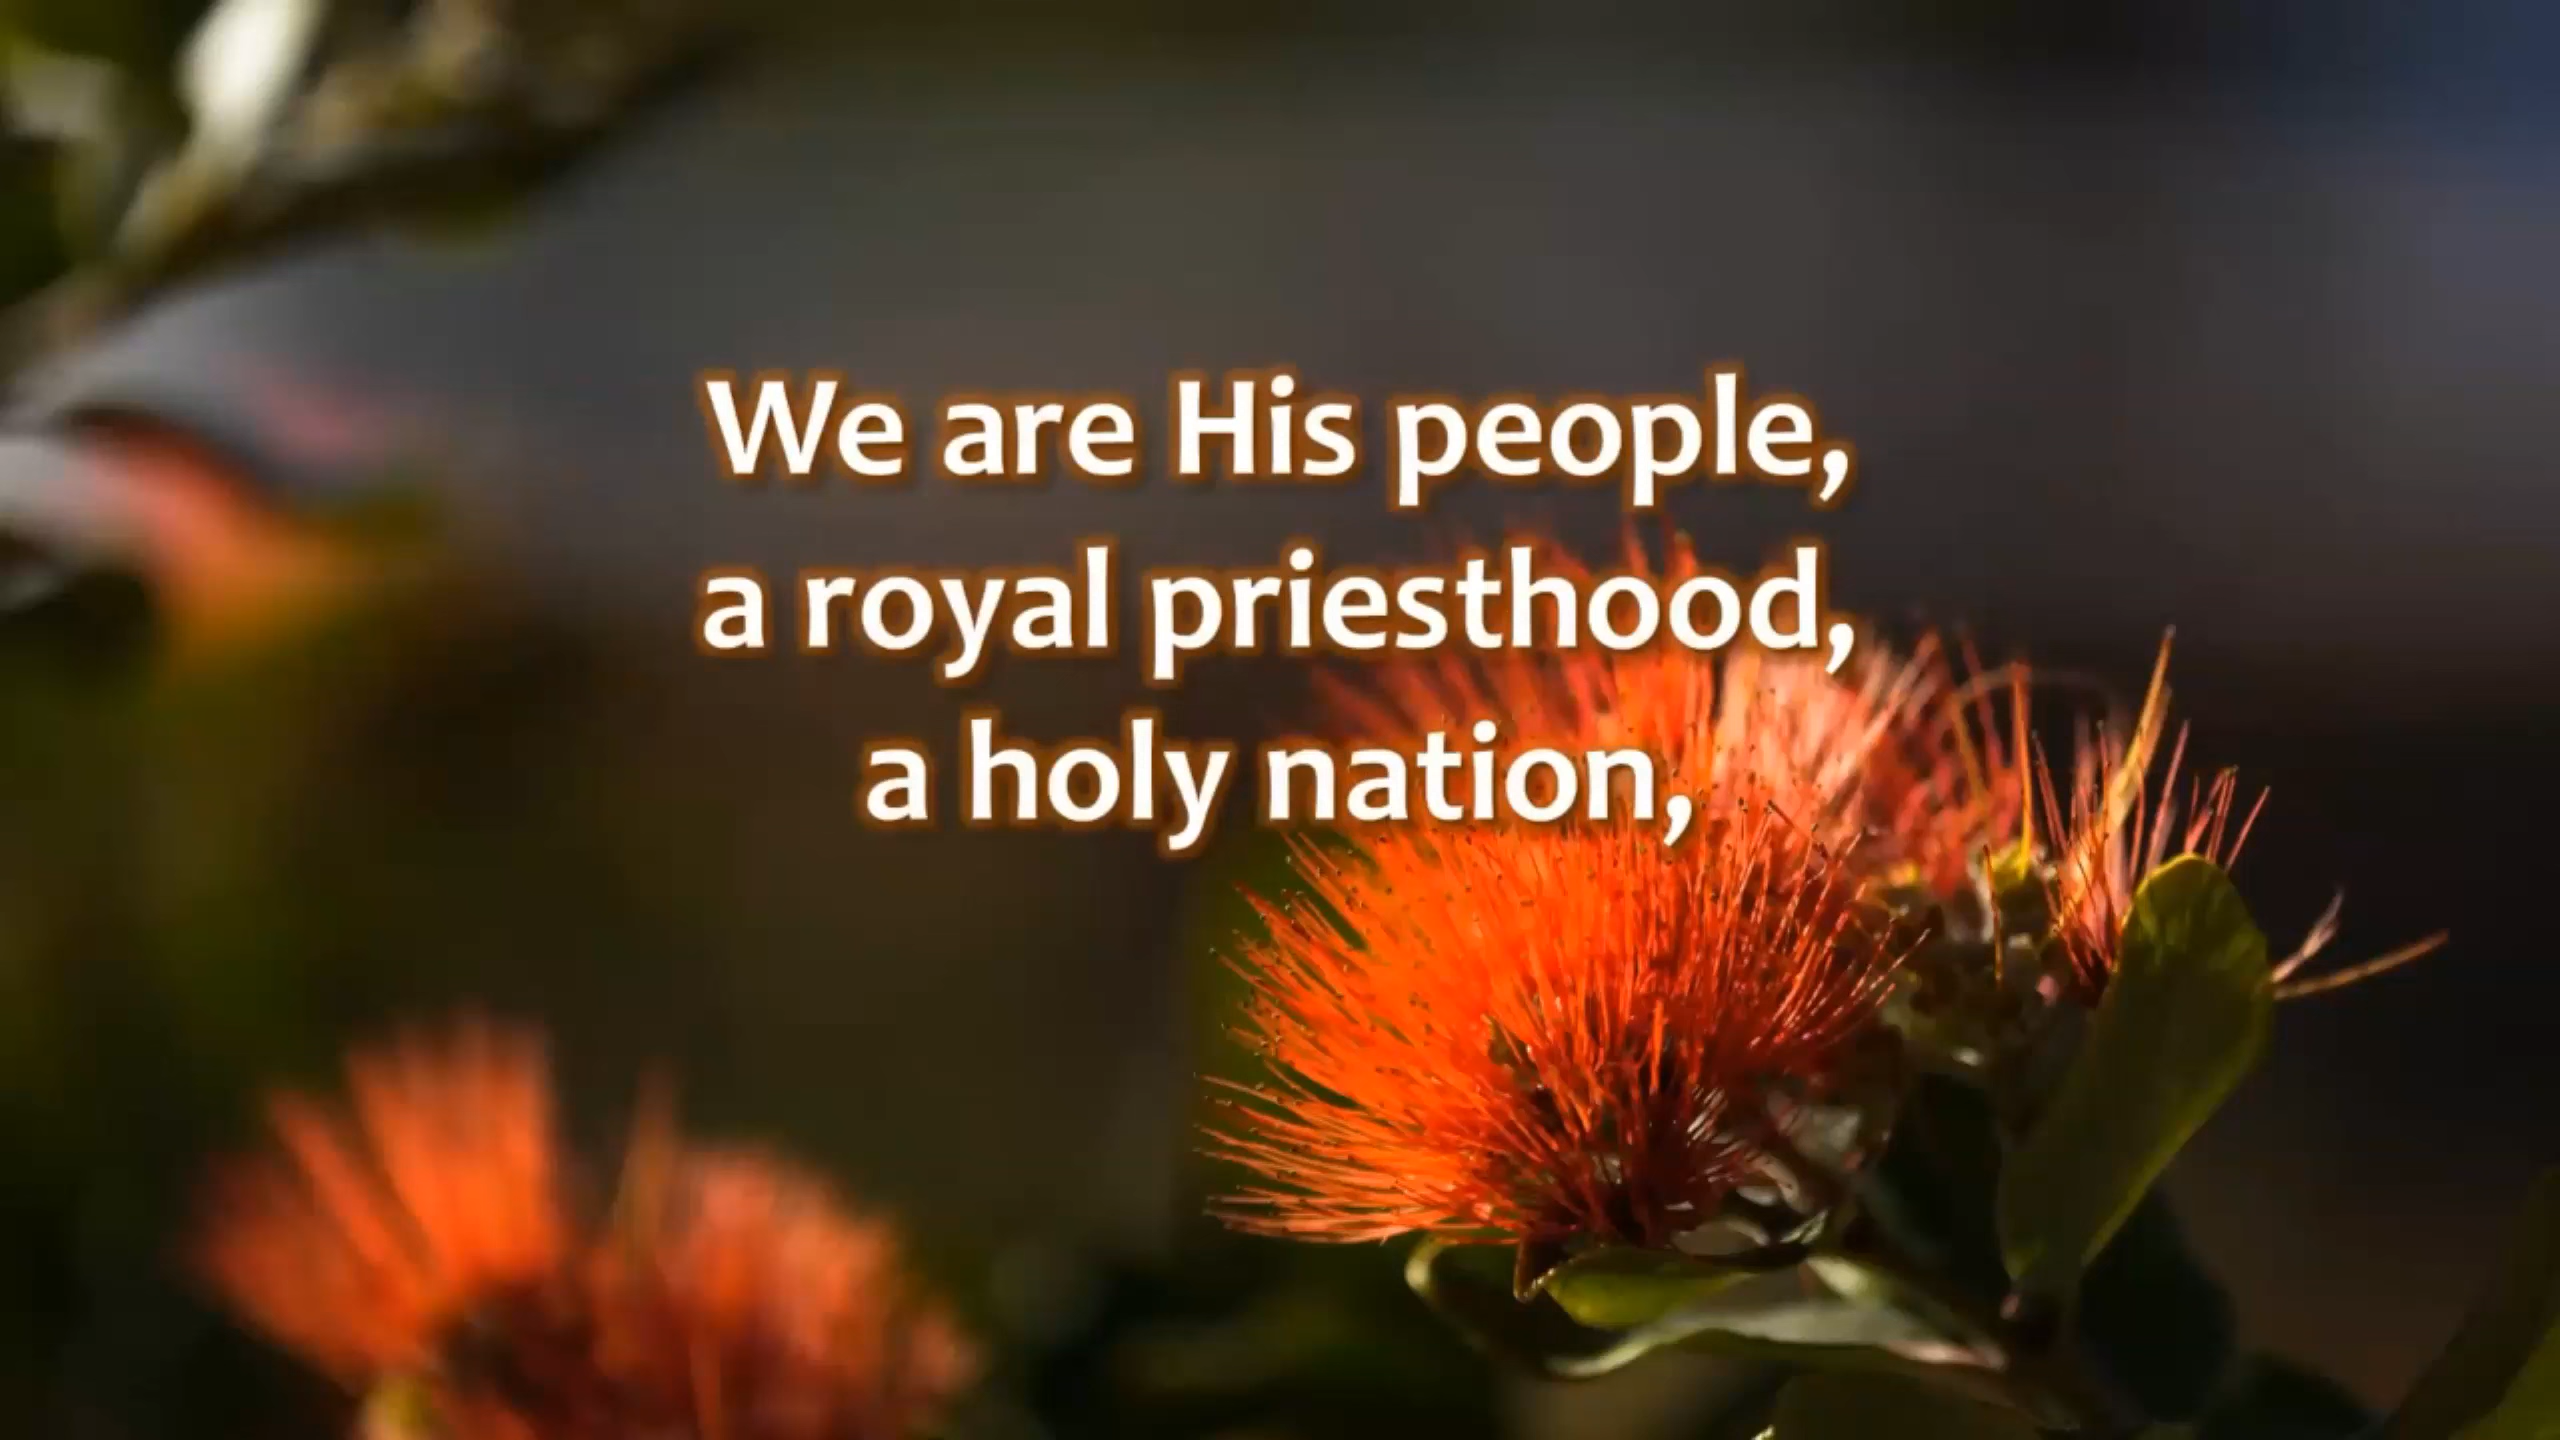 We are His people,
a royal priesthood,
a holy nation,